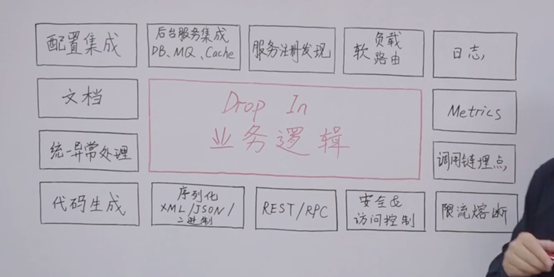 配置集成
后台服务集成
DB、MQ、Cache
服务注册发现
软负载
路由
日志
文档
Drop In
业务逻辑
Metrics
统一异常处理
调用链埋点
代码生成
序列化
XML/JSON/
二进制
REST/RPC
安全&
访问控制
限流熔断